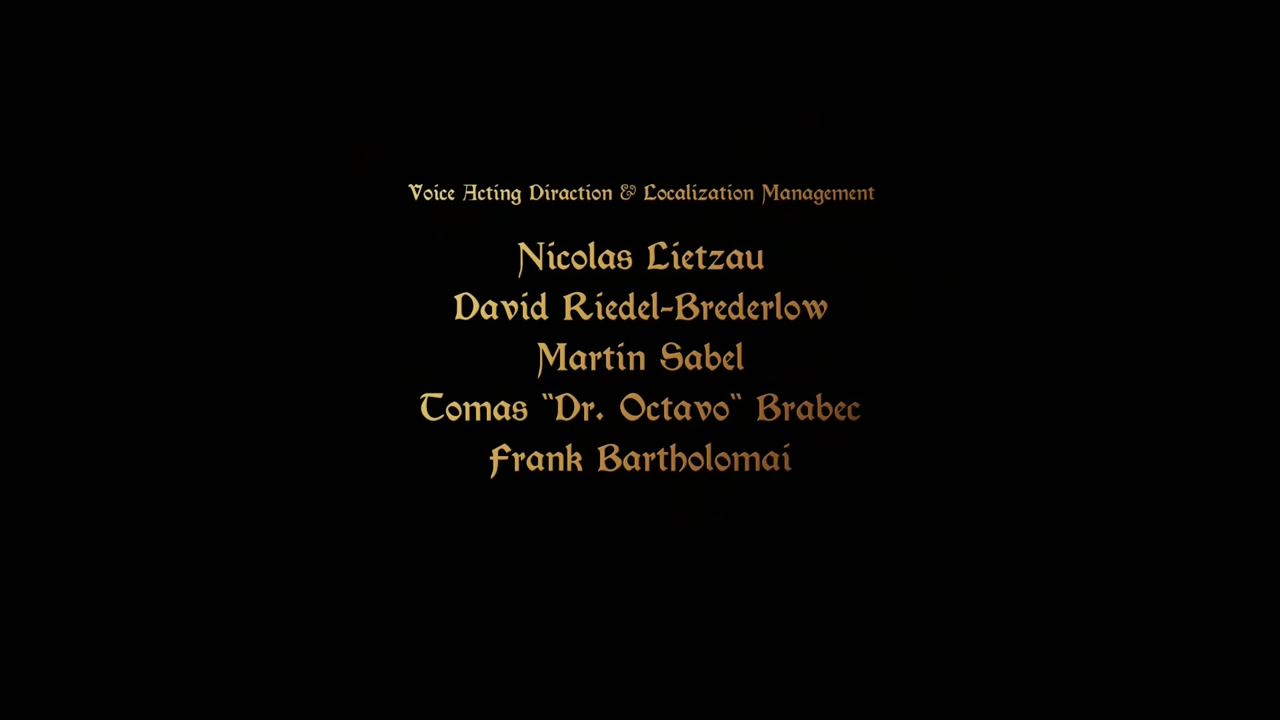 Voice Acting Diraction & Localization Management
Nicolas Lietzau
David Riedel-Brederlow
Martin Sabel
Tomas "Dr. Octavo" Brabec
Frank Bartholomai